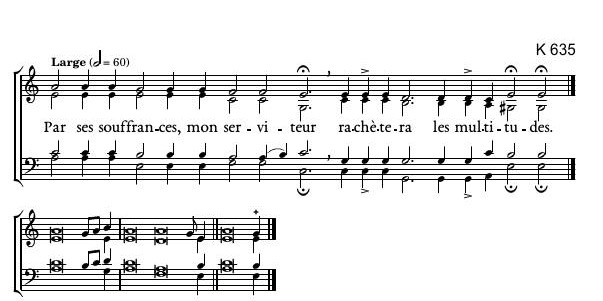 K 635
Large (𝅗𝅥 = 60)
Par ses souffran-ces, mon ser - vi - teur ra-chè-te-ra les mul-ti-tu-des.